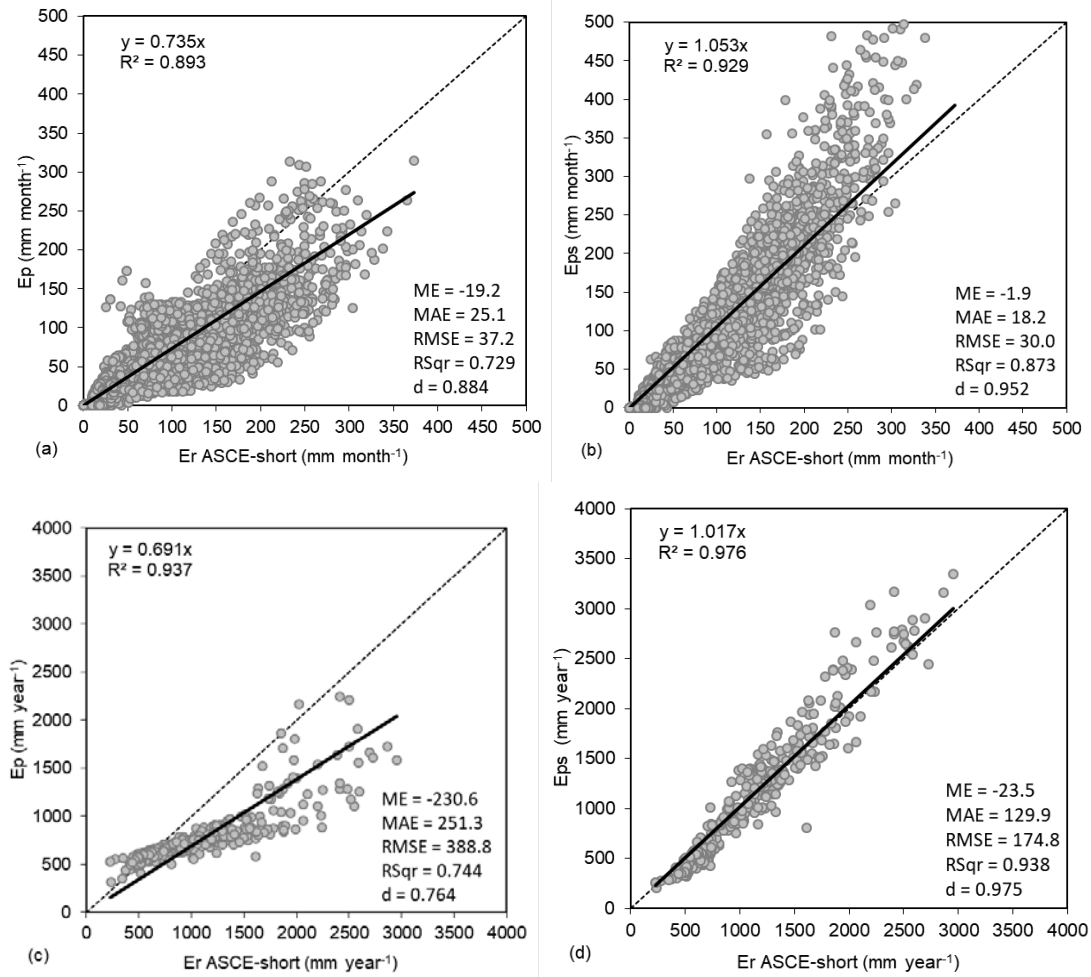 y = 0.735x
R² = 0.893
500
450
400
350
300
250
200
150
100
50
0
Ep (mm month⁻¹)
ME = -19.2
MAE = 25.1
RMSE = 37.2
RSqr = 0.729
d = 0.884
0 50 100 150 200 250 300 350 400 450 500
(a)
Er ASCE-short (mm month⁻¹)
y = 1.053x
R² = 0.929
500
450
400
350
300
250
200
150
100
50
0
Eps (mm month⁻¹)
ME = -1.9
MAE = 18.2
RMSE = 30.0
RSqr = 0.873
d = 0.952
0 50 100 150 200 250 300 350 400 450 500
(b)
Er ASCE-short (mm month⁻¹)
y = 0.691x
R² = 0.937
4000
3500
3000
2500
2000
1500
1000
500
0
Ep (mm year⁻¹)
ME = -230.6
MAE = 251.3
RMSE = 388.8
RSqr = 0.744
d = 0.764
0 500 1000 1500 2000 2500 3000 3500 4000
(c)
Er ASCE-short (mm year⁻¹)
y = 1.017x
R² = 0.976
4000
3500
3000
2500
2000
1500
1000
500
0
Eps (mm year⁻¹)
ME = -23.5
MAE = 129.9
RMSE = 174.8
RSqr = 0.938
d = 0.975
0 500 1000 1500 2000 2500 3000 3500 4000
(d)
Er ASCE-short (mm year⁻¹)